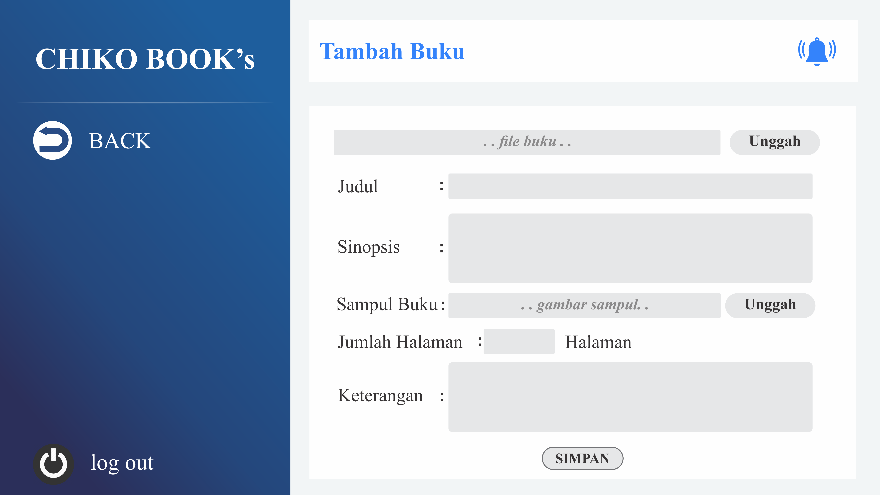 CHIKO BOOK’s
BACK
log out
Tambah Buku
. . file buku . . Unggah
Judul :
Sinopsis :
Sampul Buku : . . gambar sampul. . Unggah
Jumlah Halaman : Halaman
Keterangan :
SIMPAN